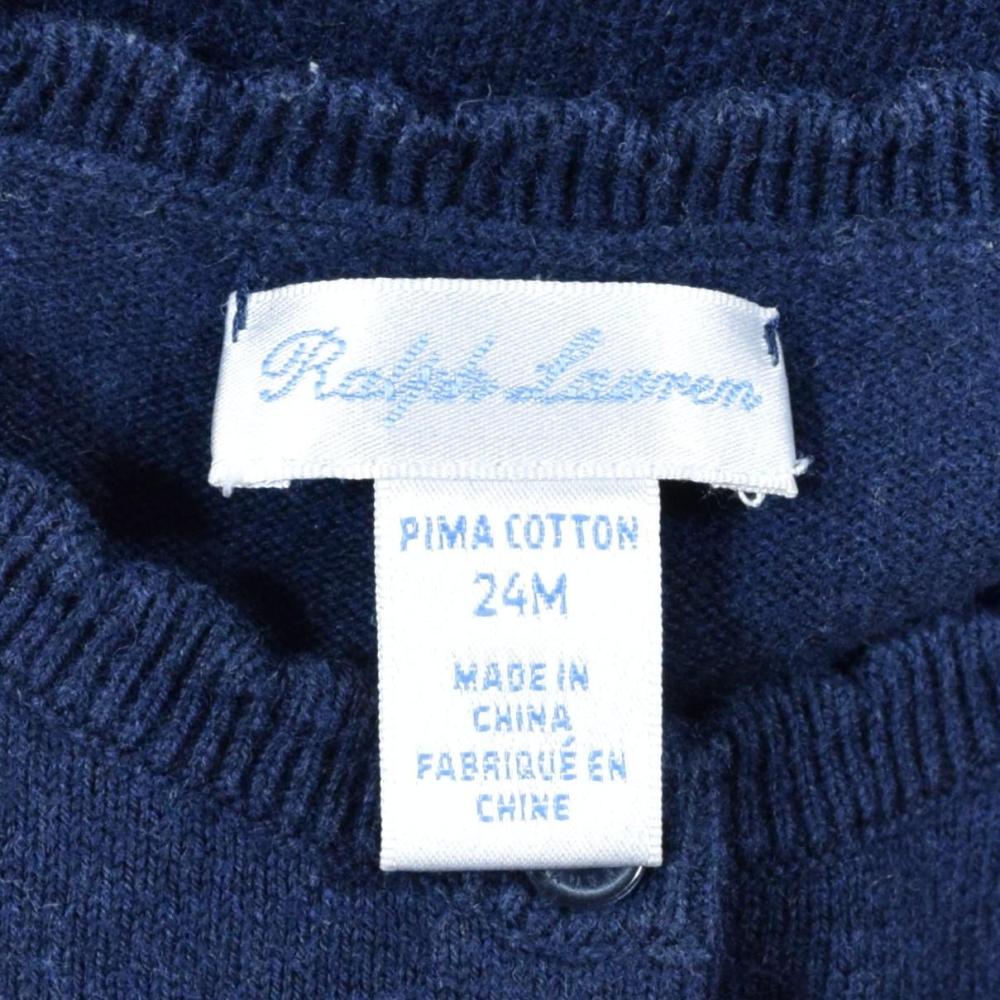 Ralph Lauren
PIMA COTTON
24M
MADE IN
CHINA
FABRIQUÉ EN
CHINE